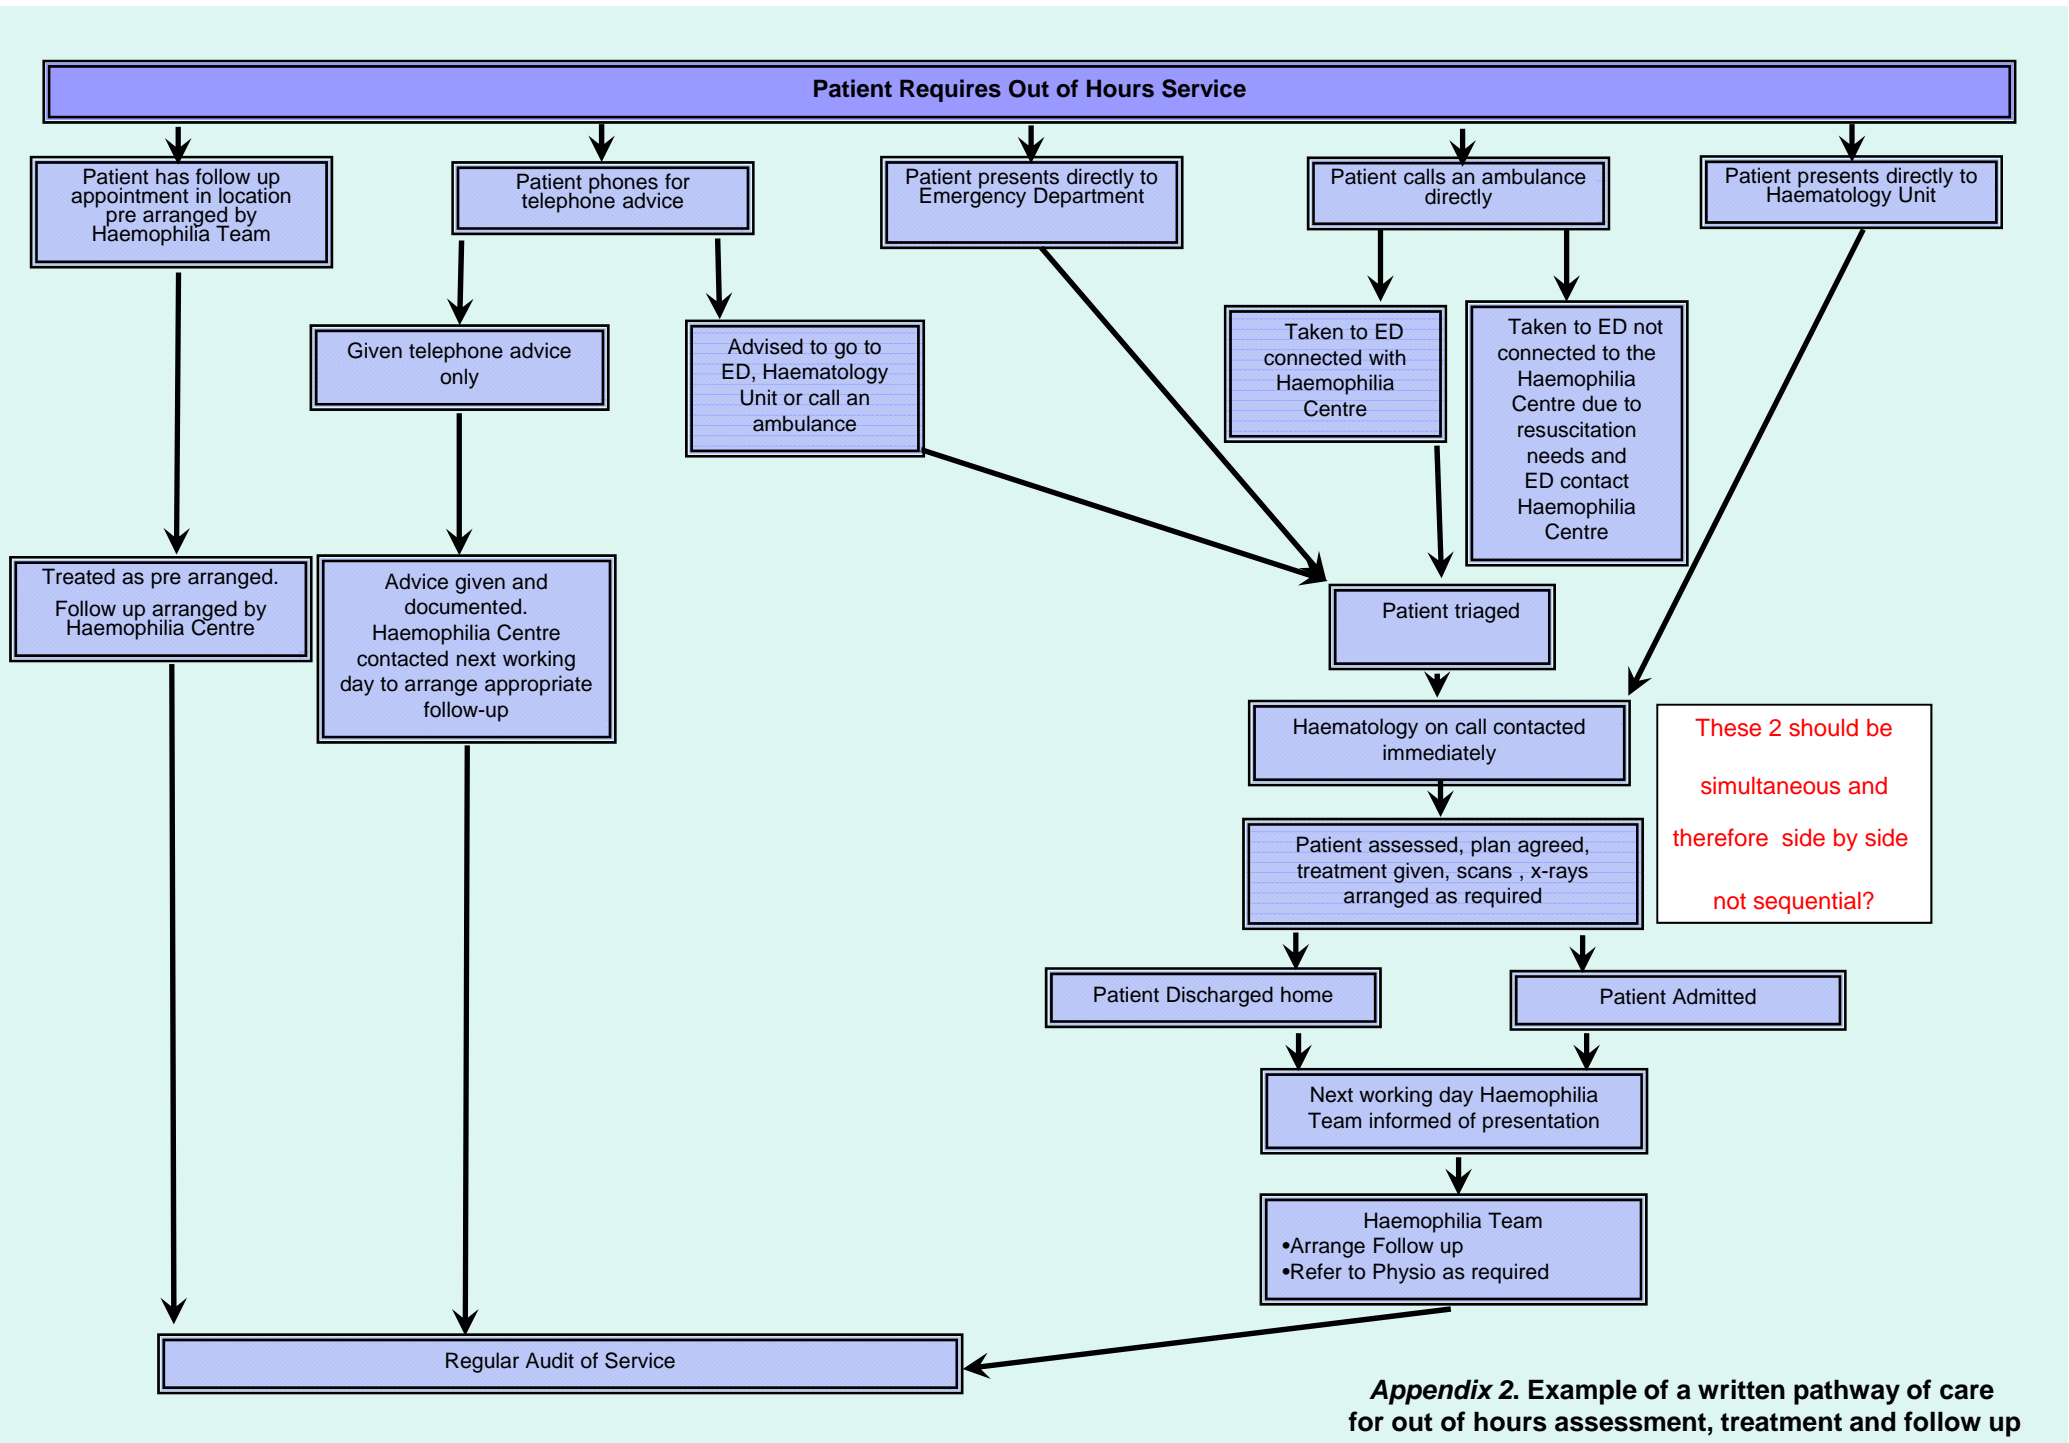 Patient Requires Out of Hours Service
Patient has follow up
appointment in location
pre arranged by
Haemophilia Team
Patient phones for
telephone advice
Patient presents directly to
Emergency Department
Patient calls an ambulance
directly
Patient presents directly to
Haematology Unit
Given telephone advice
only
Advised to go to
ED, Haematology
Unit or call an
ambulance
Taken to ED
connected with
Haemophilia
Centre
Taken to ED not
connected to the
Haemophilia
Centre due to
resuscitation
needs and
ED contact
Haemophilia
Centre
Treated as pre arranged.
Follow up arranged by
Haemophilia Centre
Advice given and
documented.
Haemophilia Centre
contacted next working
day to arrange appropriate
follow-up
Patient triaged
Haematology on call contacted
immediately
These 2 should be
simultaneous and
therefore  side by side
not sequential?
Patient assessed, plan agreed,
treatment given, scans , x-rays
arranged as required
Patient Discharged home
Patient Admitted
Next working day Haemophilia
Team informed of presentation
Haemophilia Team
•Arrange Follow up
•Refer to Physio as required
Regular Audit of Service
Appendix 2. Example of a written pathway of care
for out of hours assessment, treatment and follow up